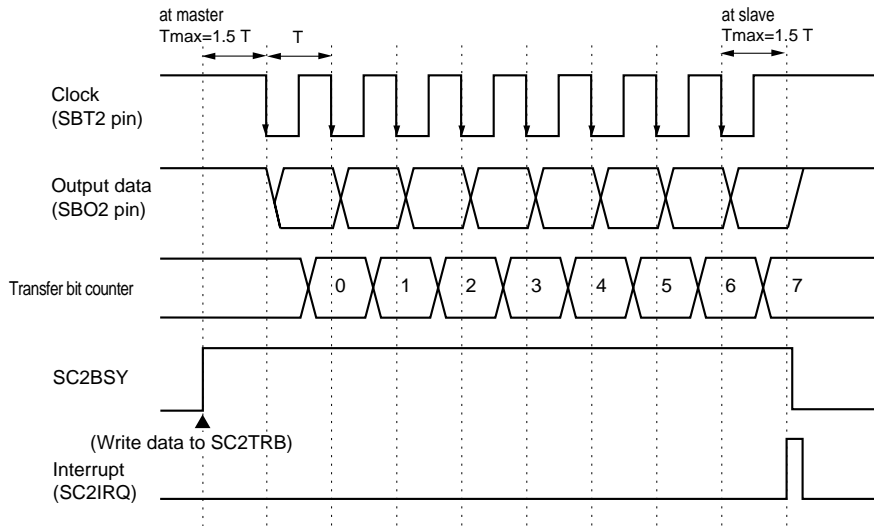 at master
Tmax=1.5 T
T
at slave
Tmax=1.5 T
Clock
(SBT2 pin)
Output data
(SBO2 pin)
Transfer bit counter
0 1 2 3 4 5 6 7
SC2BSY
(Write data to SC2TRB)
Interrupt
(SC2IRQ)